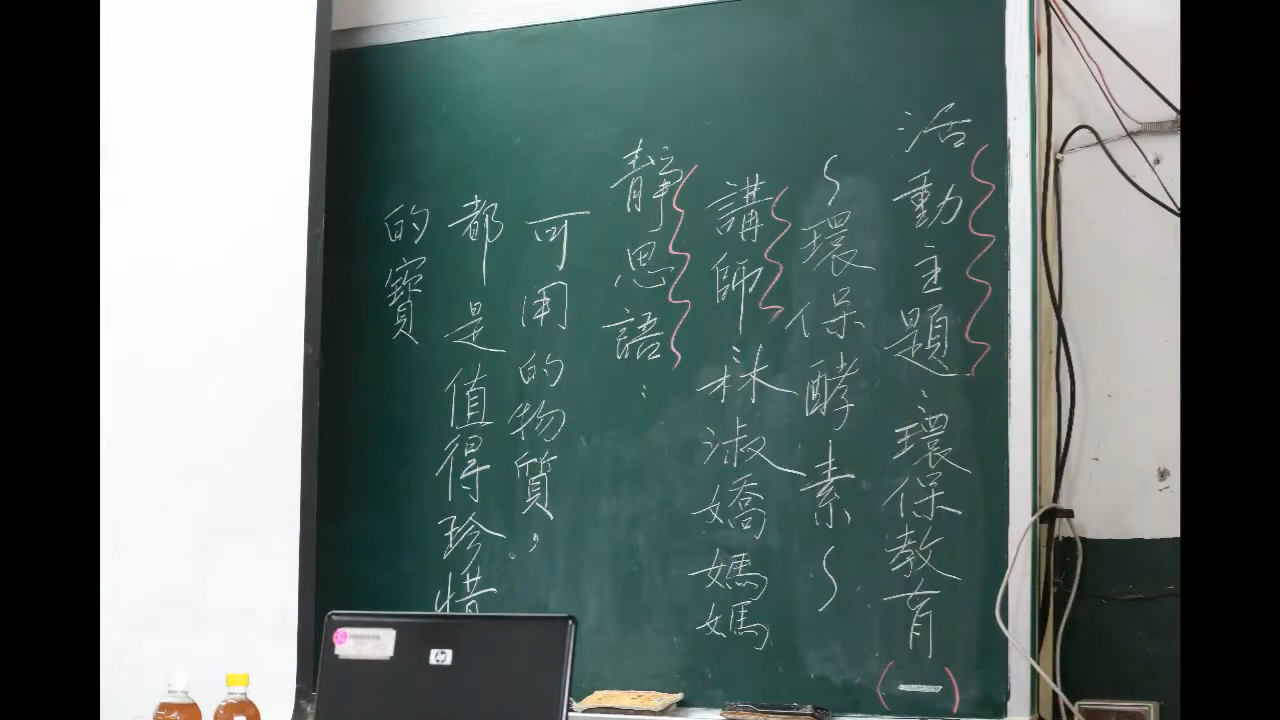 活動主題：環保教育(一)
~環保酵素~
講師：林淑嬌媽媽
靜思語：
可用的物質，
都是值得珍惜
的寶
hp